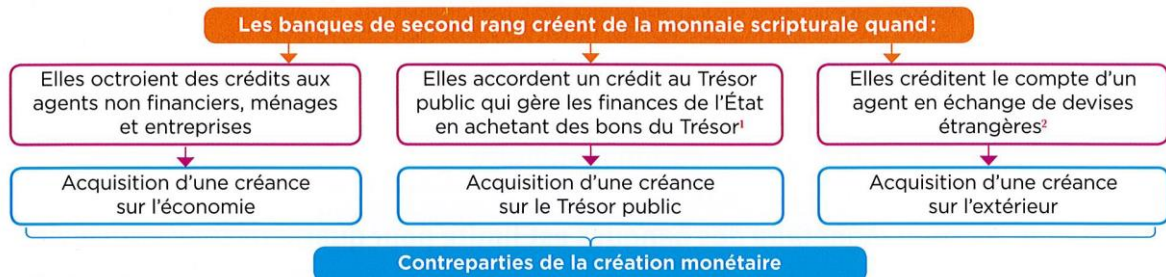 Les banques de second rang créent de la monnaie scripturale quand :
Elles octroient des crédits aux
agents non financiers, ménages
et entreprises
Elles accordent un crédit au Trésor
public qui gère les finances de l'État
en achetant des bons du Trésor¹
Elles créditent le compte d'un
agent en échange de devises
étrangères²
Acquisition d'une créance
sur l'économie
Acquisition d'une créance
sur le Trésor public
Acquisition d'une créance
sur l'extérieur
Contreparties de la création monétaire